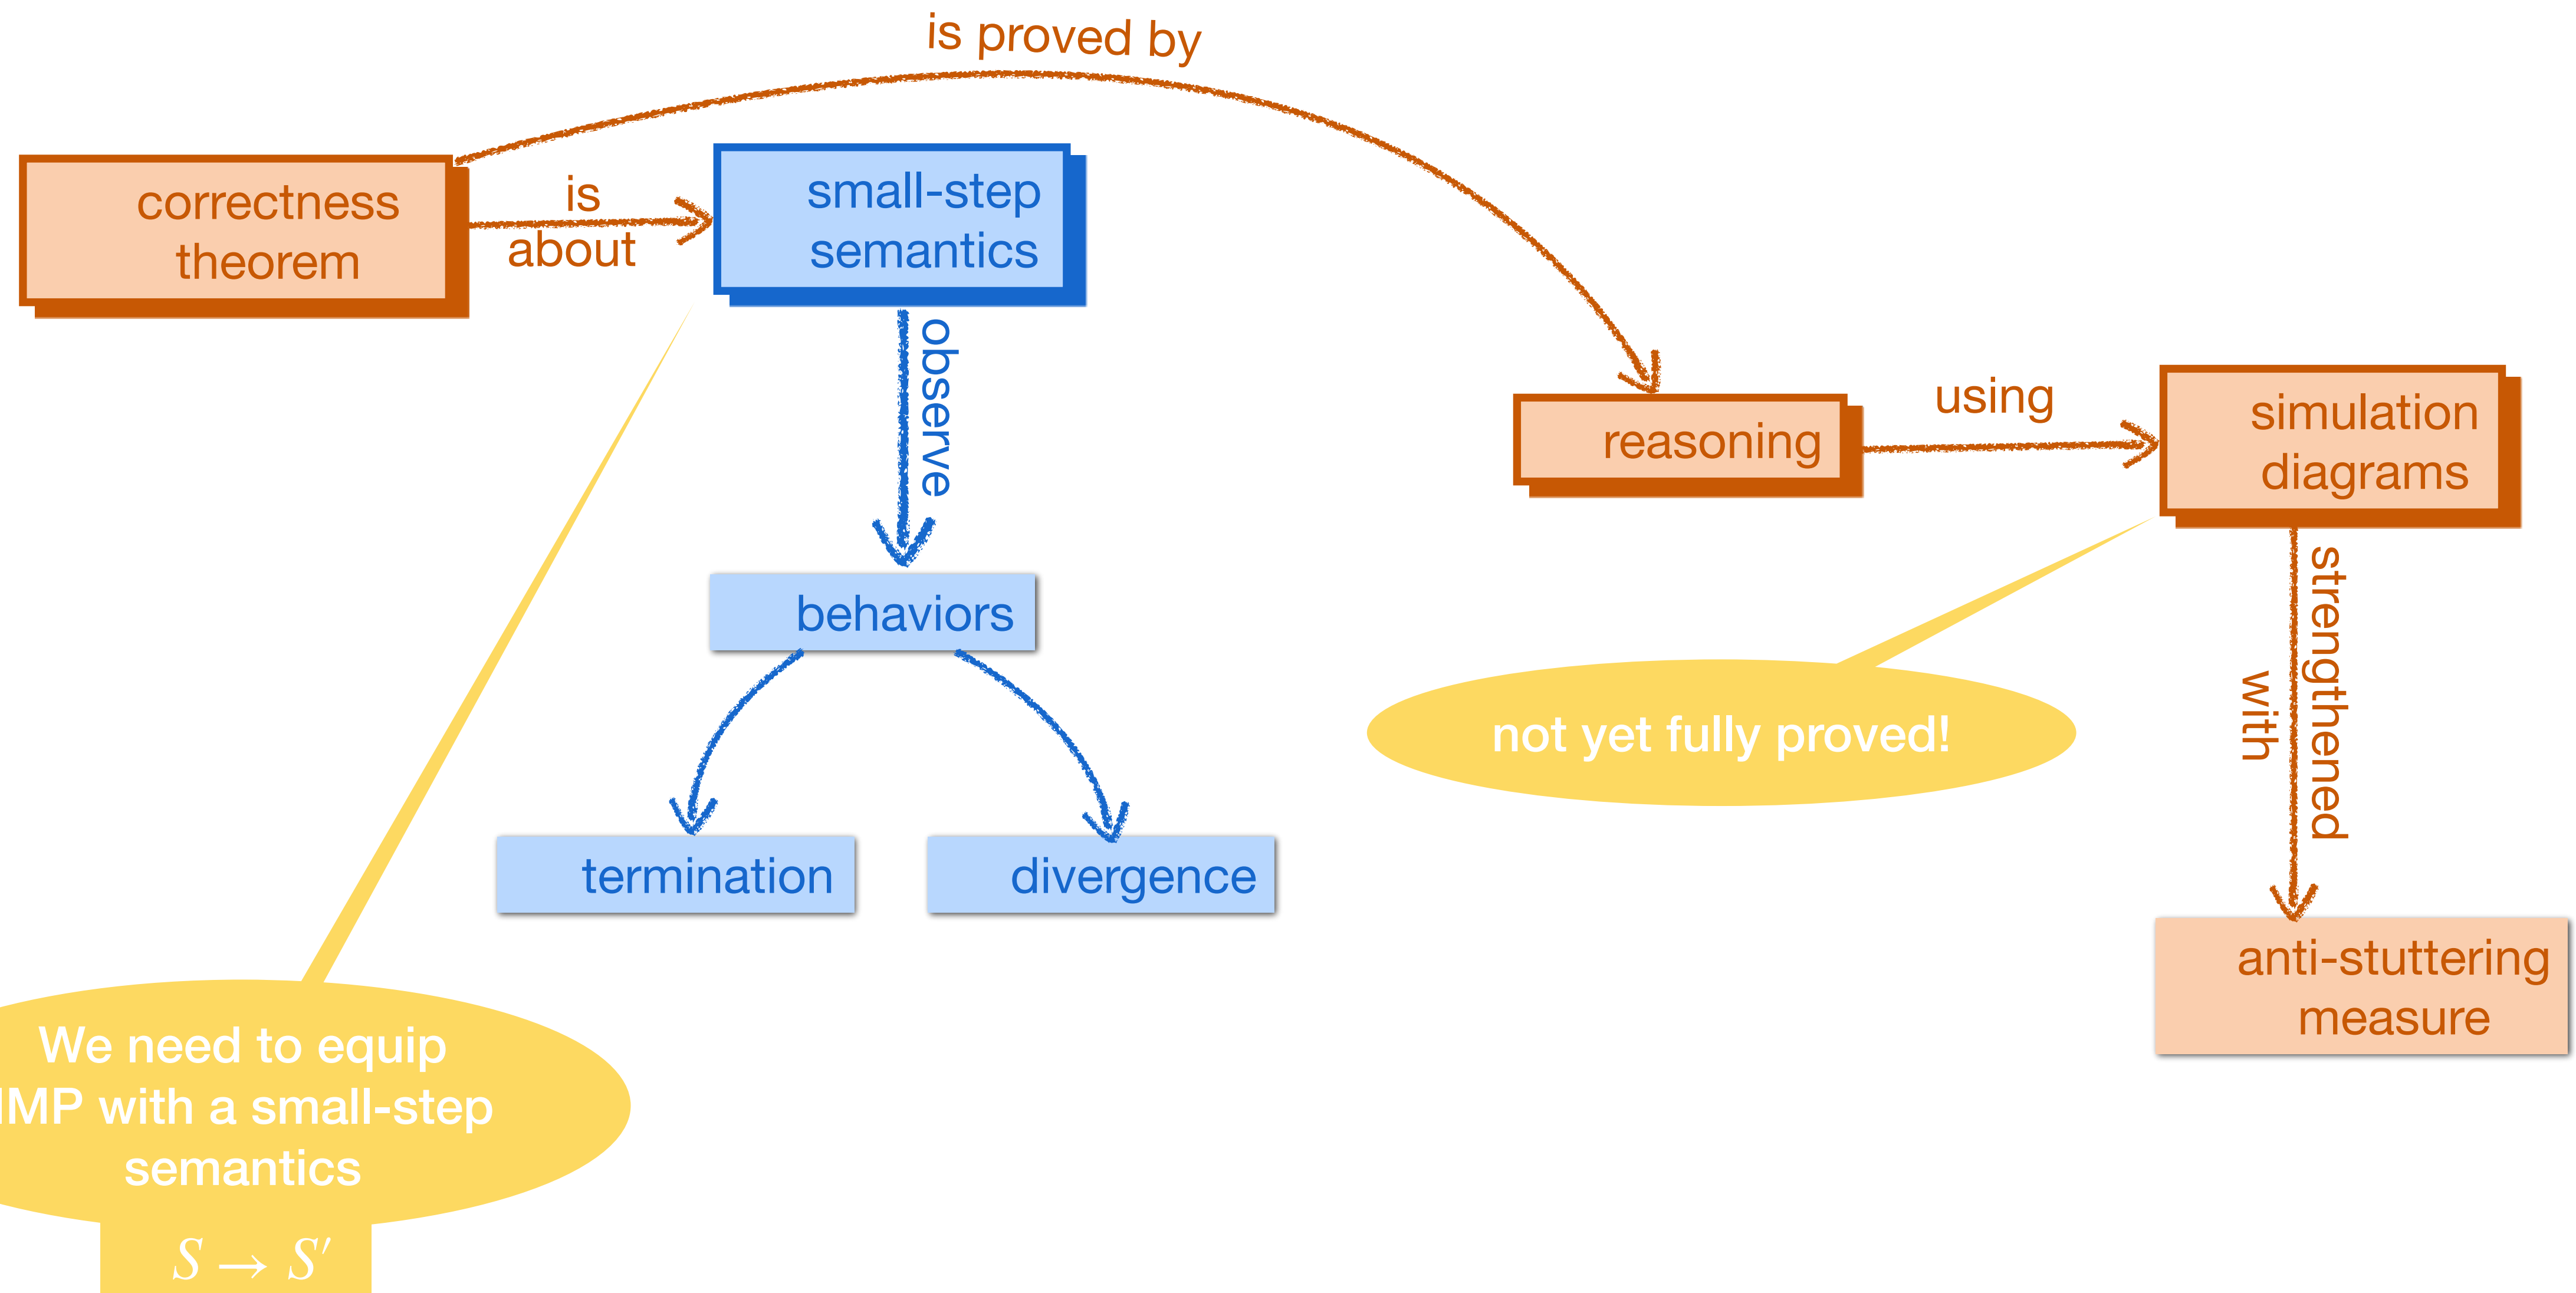 is proved by
correctness
theorem
is
about
small-step
semantics
observe
behaviors
termination
divergence
reasoning
using
simulation
diagrams
strengthened
with
anti-stuttering
measure
not yet fully proved!
We need to equip
IMP with a small-step
semantics
S → S′